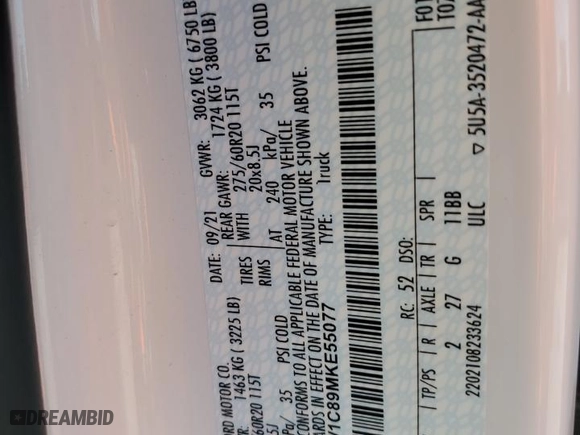 ORD MOTOR CO.
DATE: 09/21
GVWR: 3062 KG ( 6750 LB
TR: 1463 KG ( 3225 LB)
REAR GAWR: 1724 KG ( 3800 LB)
60R20 115T
TIRES WITH 275/60R20 115T
5J
RIMS 20x8.5J
Pa/ 35 PSI COLD
AT 240 kPa/ 35 PSI COLD
CONFORMS TO ALL APPLICABLE FEDERAL MOTOR VEHICLE
ARDS IN EFFECT ON THE DATE OF MANUFACTURE SHOWN ABOVE.
1C89MKE55077
TYPE: Truck
F01
T07
RC: 52 DSO:
TP/PS R AXLE TR SPR
2 27 G 11BB
2202108233624 ULC
▽ 5U5A-3520472-AA
DREAMBID